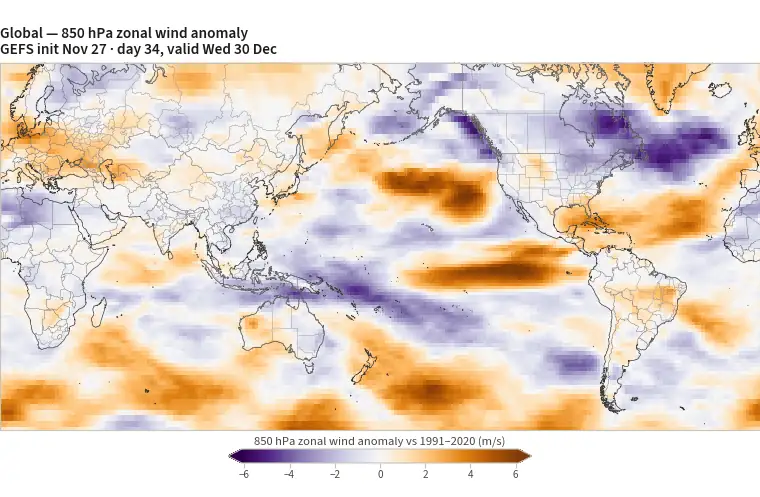 Global — 850 hPa zonal wind anomaly
GEFS init Nov 27 · day 34, valid Wed 30 Dec
850 hPa zonal wind anomaly vs 1991–2020 (m/s)
−6 −4 −2 0 2 4 6